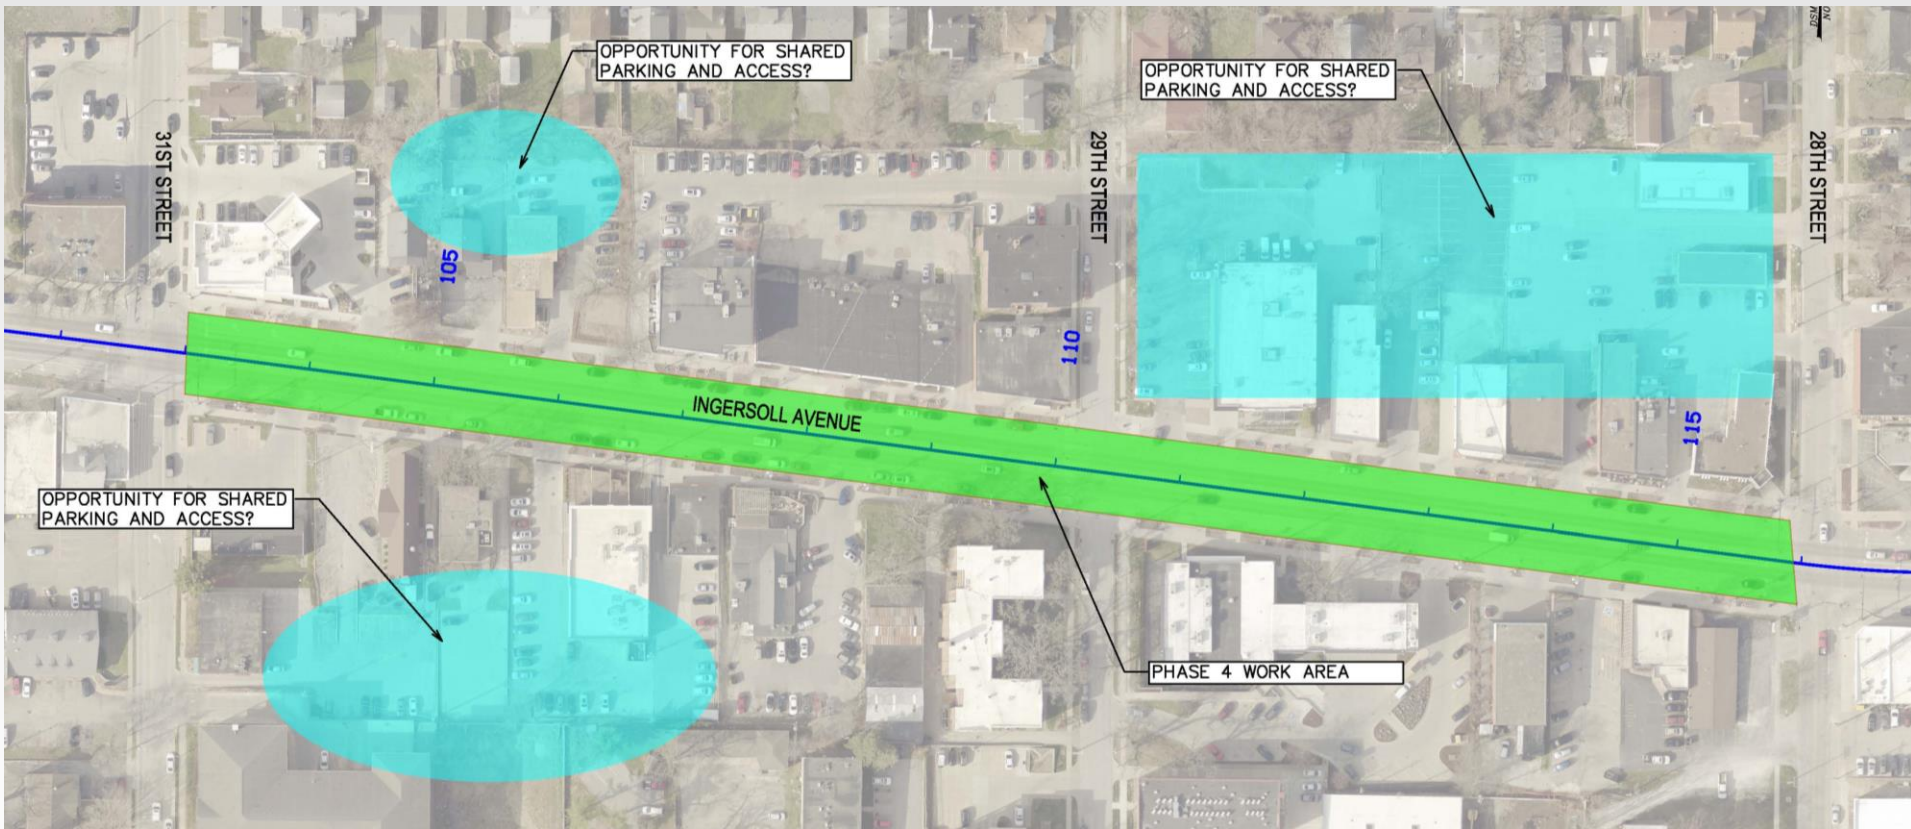 OPPORTUNITY FOR SHARED
PARKING AND ACCESS?
OPPORTUNITY FOR SHARED
PARKING AND ACCESS?
31ST STREET
29TH STREET
28TH STREET
105
110
INGERSOLL AVENUE
115
OPPORTUNITY FOR SHARED
PARKING AND ACCESS?
PHASE 4 WORK AREA